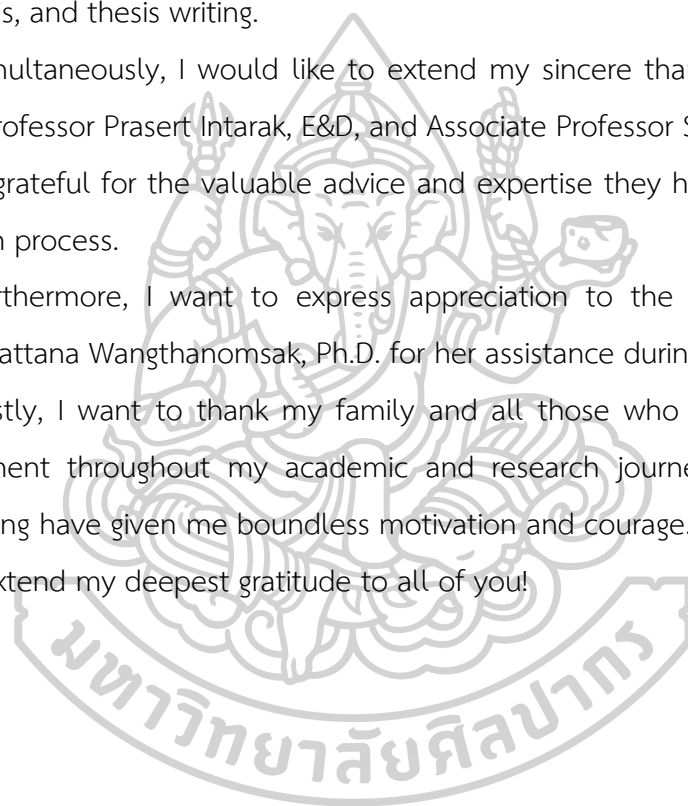 is, and thesis writing.
multaneously, I would like to extend my sincere than
rofessor Prasert Intarak, E&D, and Associate Professor S
grateful for the valuable advice and expertise they h
n process.
rthermore, I want to express appreciation to the
attana Wangthanomsak, Ph.D. for her assistance durin
stly, I want to thank my family and all those who
nent throughout my academic and research journe
ng have given me boundless motivation and courage.
xtend my deepest gratitude to all of you!
มหาวิทยาลัยศิลปากร